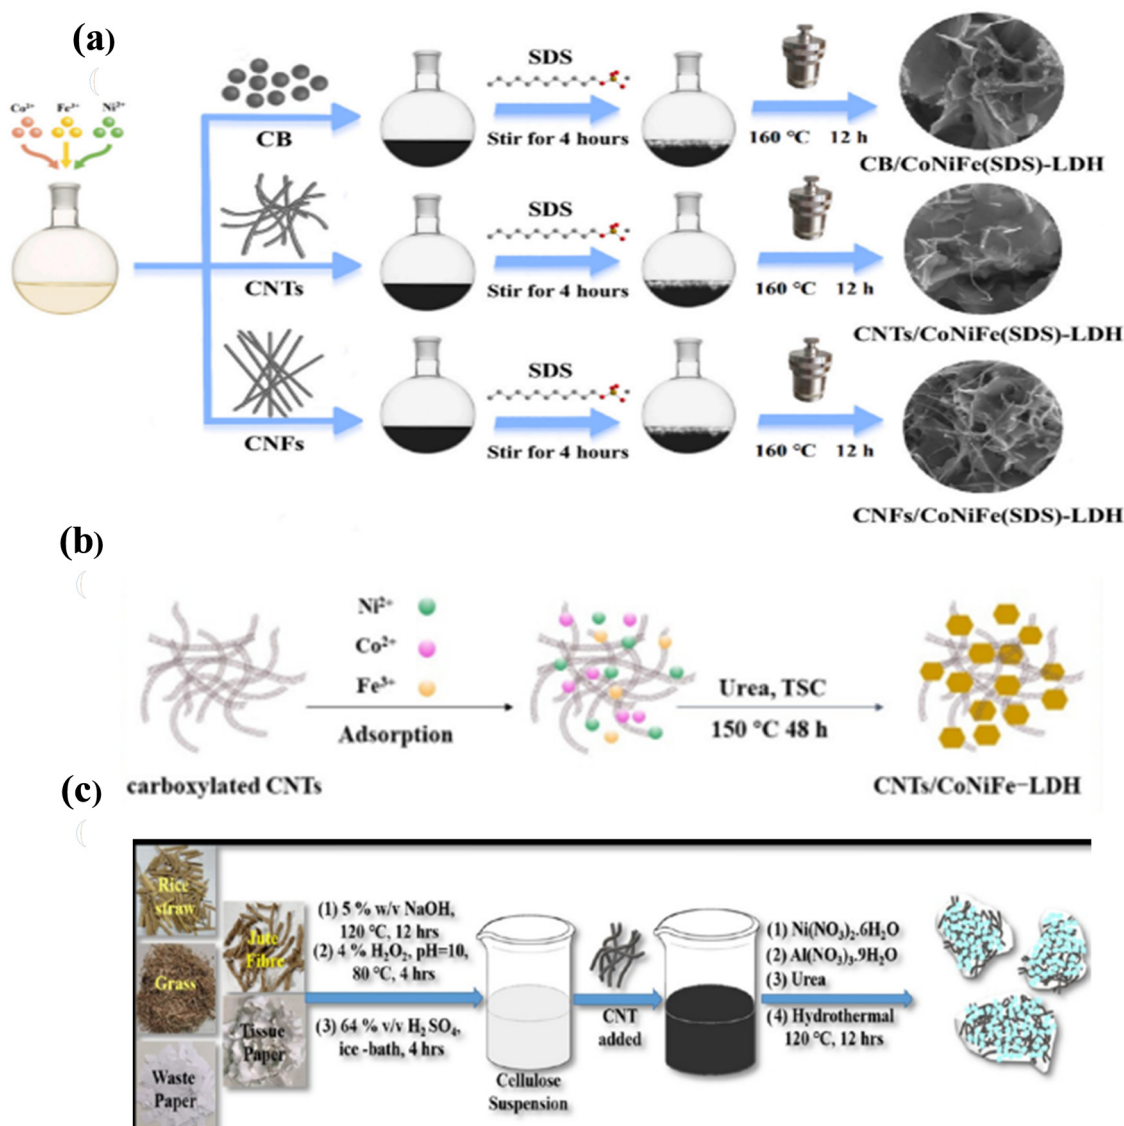 (a)
Co²⁺ Fe³⁺ Ni²⁺
CB
SDS
Stir for 4 hours
160 °C 12 h
CB/CoNiFe(SDS)-LDH
CNTs
SDS
Stir for 4 hours
160 °C 12 h
CNTs/CoNiFe(SDS)-LDH
CNFs
SDS
Stir for 4 hours
160 °C 12 h
CNFs/CoNiFe(SDS)-LDH
(b)
Ni²⁺
Co²⁺
Fe³⁺
Adsorption
carboxylated CNTs
Urea, TSC
150 °C 48 h
CNTs/CoNiFe−LDH
(c)
Rice
straw
Jute
Fibre
Grass
Tissue
Paper
Waste
Paper
(1) 5 % w/v NaOH,
120 °C, 12 hrs
(2) 4 % H₂O₂, pH=10,
80 °C, 4 hrs
(3) 64 % v/v H₂SO₄,
ice -bath, 4 hrs
Cellulose
Suspension
CNT
added
(1) Ni(NO₃)₂.6H₂O
(2) Al(NO₃)₃.9H₂O
(3) Urea
(4) Hydrothermal
120 °C, 12 hrs